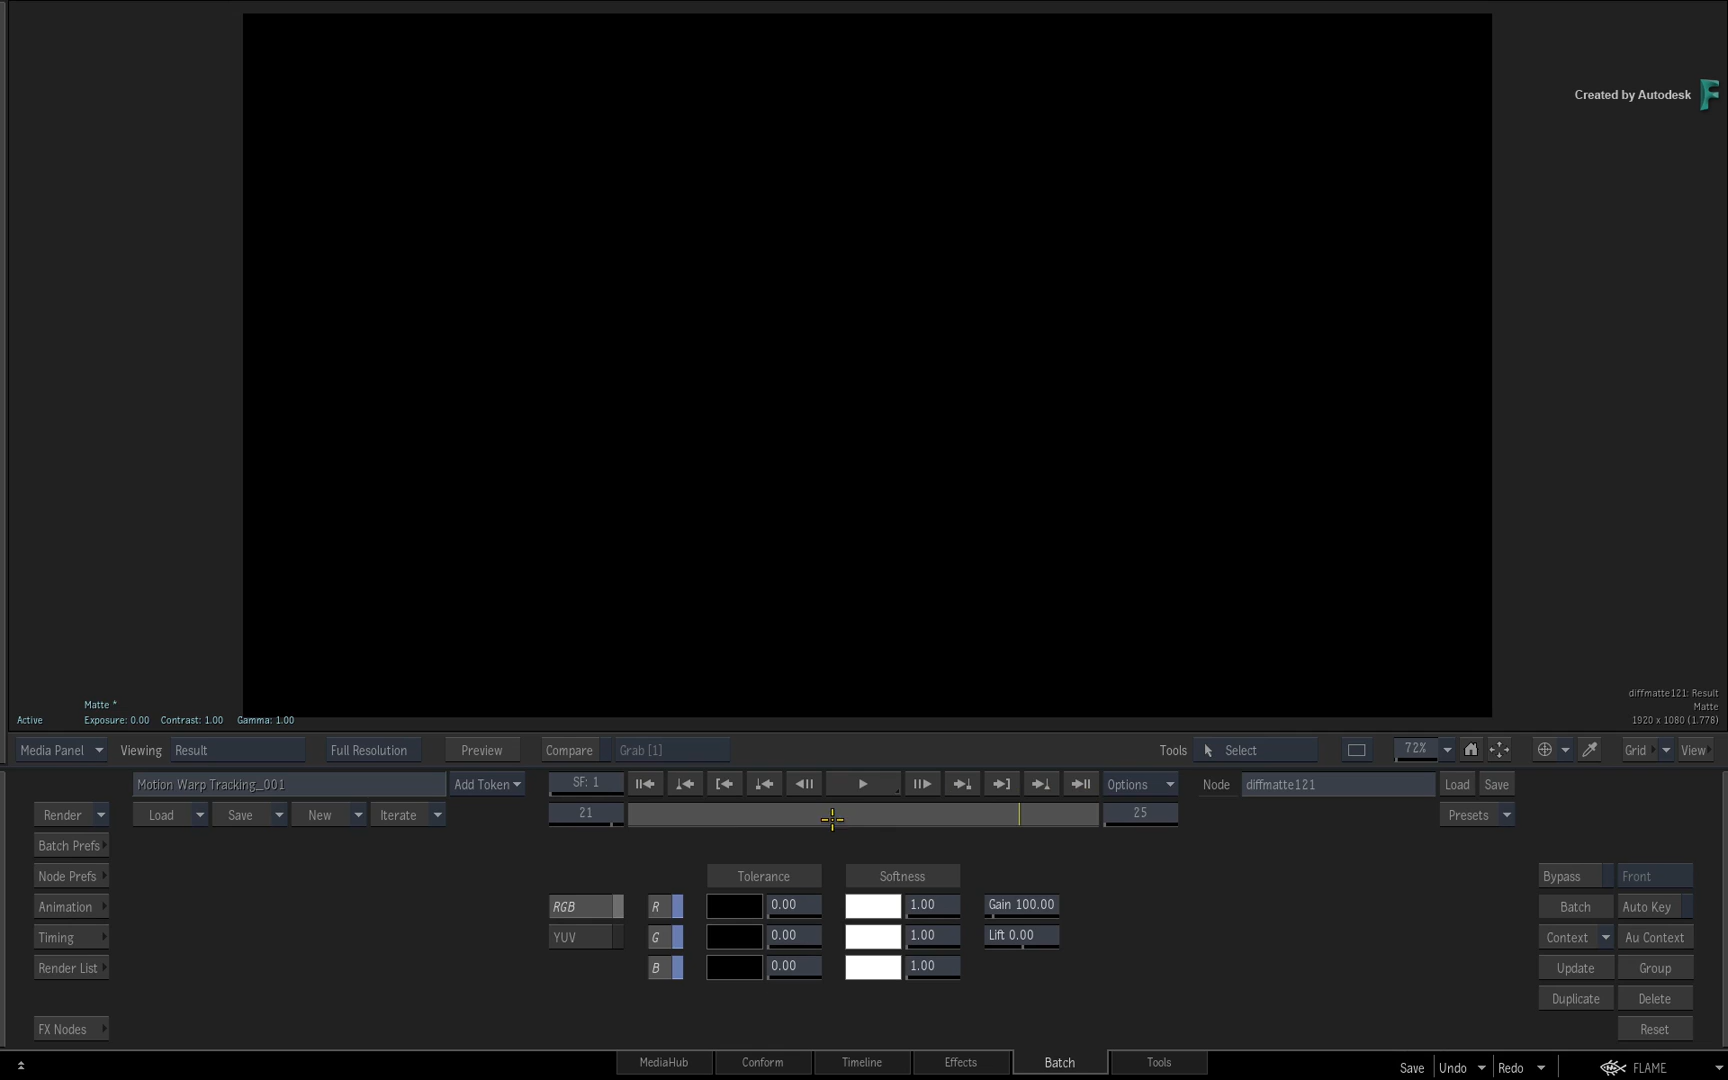 Created by Autodesk
Matte *
Active Exposure: 0.00 Contrast: 1.00 Gamma: 1.00
diffmatte121: Result
Matte
1920 x 1080 (1.778)
Media Panel Viewing Result Full Resolution Preview Compare Grab [1] Tools Select 72% Grid View
Motion Warp Tracking_001 Add Token SF: 1 Options Node diffmatte121 Load Save
Render Load Save New Iterate 21 25 Presets
Batch Prefs
Node Prefs Tolerance Softness Bypass Front
Animation RGB R 0.00 1.00 Gain 100.00 Batch Auto Key
Timing YUV G 0.00 1.00 Lift 0.00 Context Au Context
Render List B 0.00 1.00 Update Group
Duplicate Delete
FX Nodes Reset
MediaHub Conform Timeline Effects Batch Tools Save Undo Redo FLAME